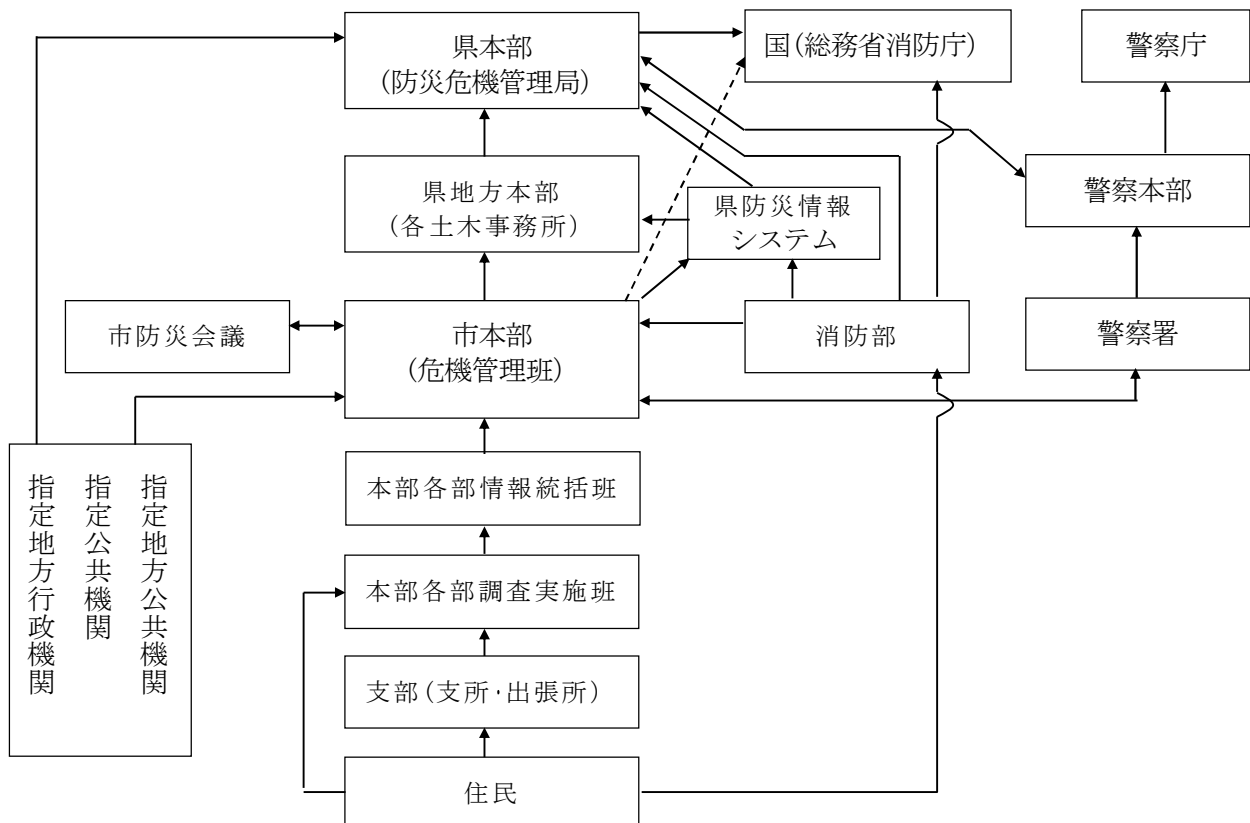 県本部
(防災危機管理局)
国(総務省消防庁)
警察庁
県地方本部
(各土木事務所)
県防災情報
システム
警察本部
市防災会議
市本部
(危機管理班)
消防部
警察署
指定地方行政機関
指定公共機関
指定地方公共機関
本部各部情報統括班
本部各部調査実施班
支部(支所・出張所)
住民